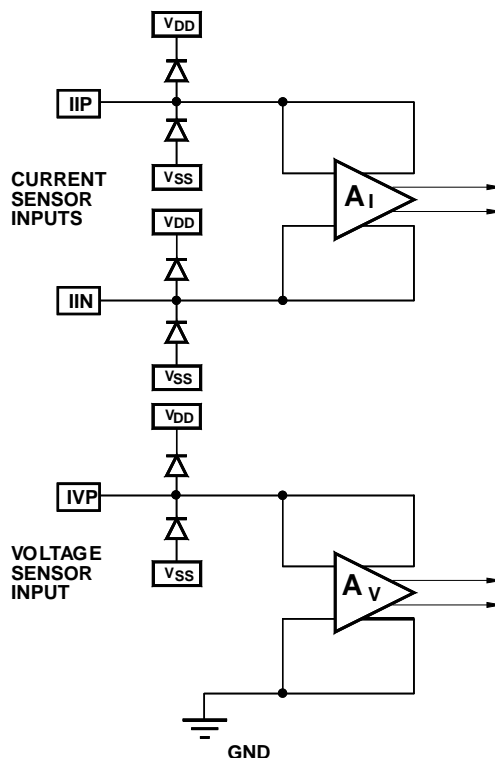 VDD
IIP
VSS
CURRENT
SENSOR
INPUTS
AI
VDD
IIN
VSS
VDD
IVP
VSS
VOLTAGE
SENSOR
INPUT
AV
GND